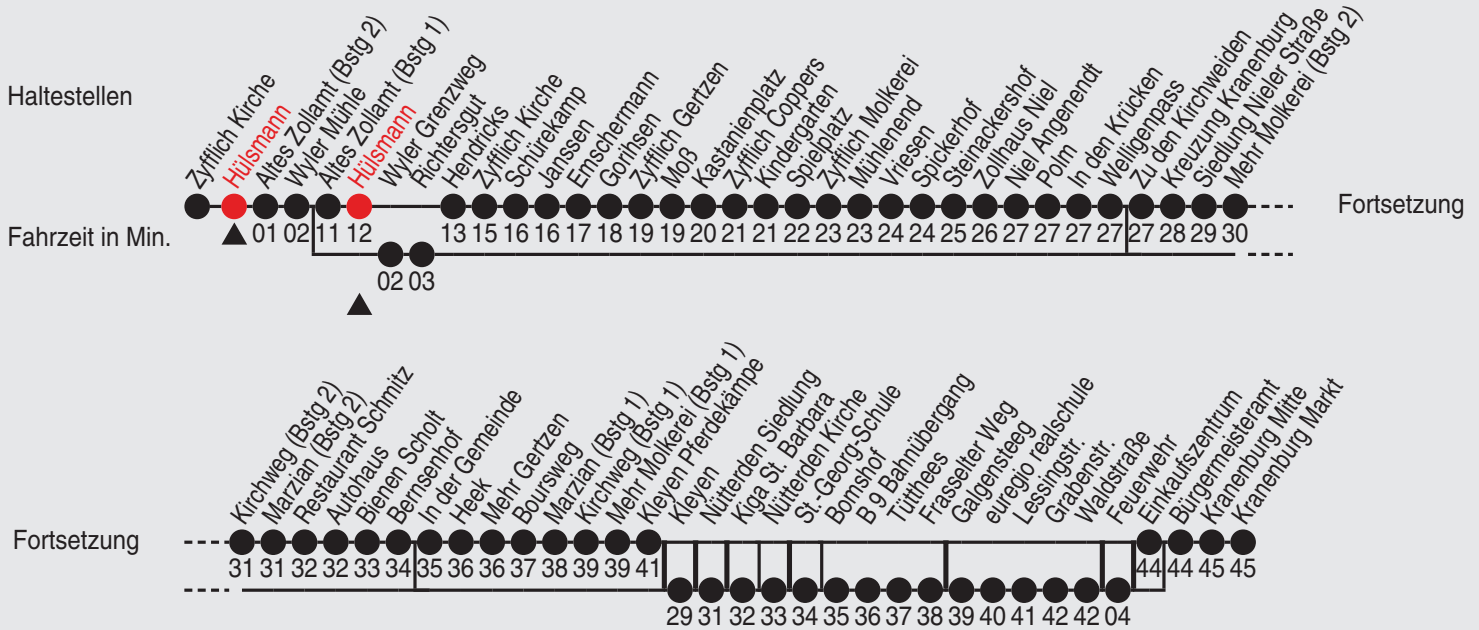 Haltestellen
Zyfflich Kirche
Hülsmann
Altes Zollamt (Bstg 2)
Wyler Mühle
Altes Zollamt (Bstg 1)
Hülsmann
Wyler Grenzweg
Richtersgut
Hendricks
Zyfflich Kirche
Schürekamp
Janssen
Emschermann
Gorihsen
Zyfflich Gertzen
Moß
Kastanienplatz
Zyfflich Coppers
Kindergarten
Spielplatz
Zyfflich Molkerei
Mühlenend
Vriesen
Spickerhof
Steinackershof
Zollhaus Niel
Niel Angenendt
Polm
In den Krücken
Welligenpass
Zu den Kirchweiden
Kreuzung Kranenburg
Siedlung Nieler Straße
Mehr Molkerei (Bstg 2)
Fortsetzung
Fahrzeit in Min.
01 02 11 12 13 15 16 16 17 18 19 19 20 21 21 22 23 23 24 24 25 26 27 27 27 27 27 28 29 30
02 03
Kirchweg (Bstg 2)
Marzian (Bstg 2)
Restaurant Schmitz
Autohaus
Bienen Scholt
Bernsenhof
In der Gemeinde
Heek
Mehr Gertzen
Boursweg
Marzian (Bstg 1)
Kirchweg (Bstg 1)
Mehr Molkerei (Bstg 1)
Kleyen Pferdekämpe
Kleyen
Nütterden Siedlung
Kiga St. Barbara
Nütterden Kirche
St.-Georg-Schule
Bomshof
B 9 Bahnübergang
Tütthees
Frasselter Weg
Galgensteeg
euregio realschule
Lessingstr.
Grabenstr.
Waldstraße
Feuerwehr
Einkaufszentrum
Bürgermeisteramt
Kranenburg Mitte
Kranenburg Markt
Fortsetzung
31 31 32 32 33 34 35 36 36 37 38 39 39 41 44 44 45 45
29 31 32 33 34 35 36 37 38 39 40 41 42 42 04